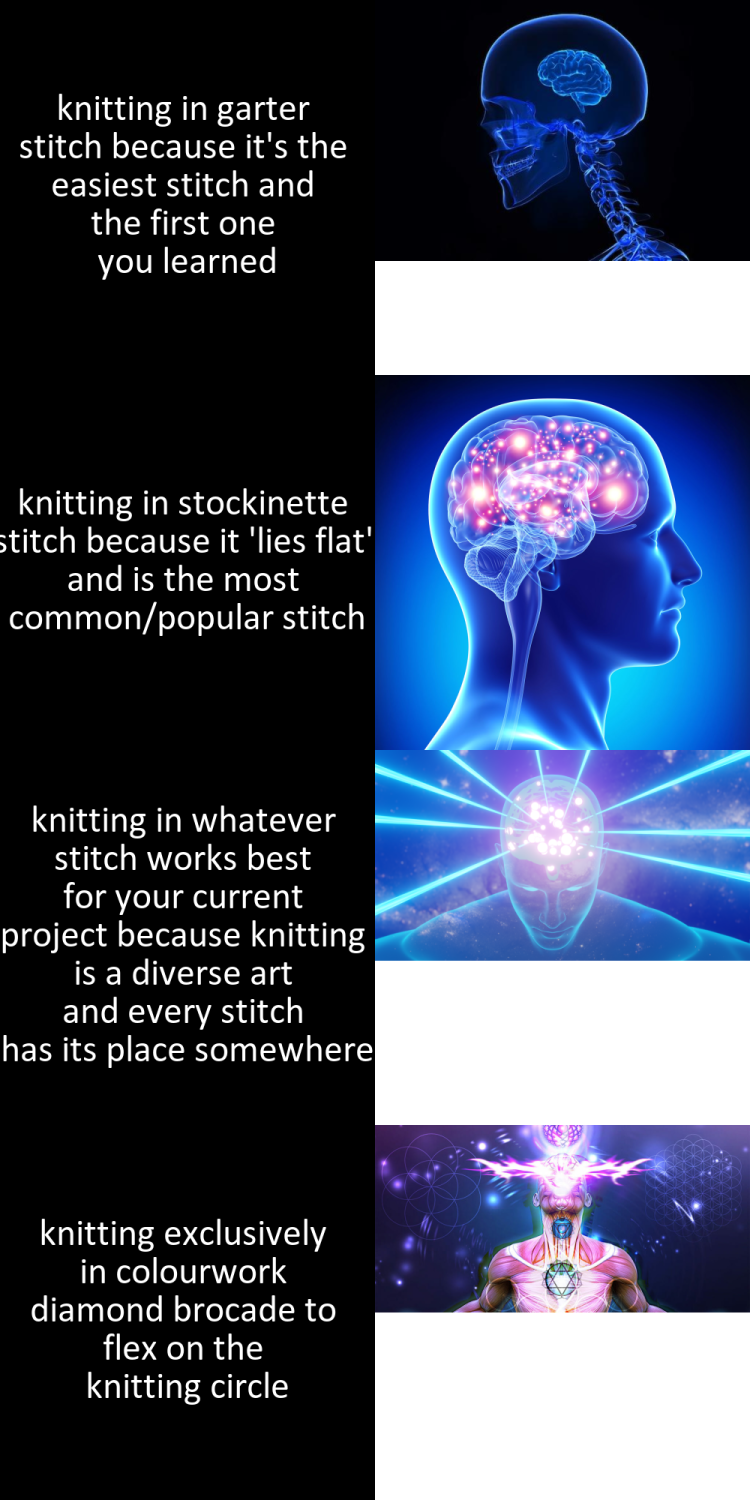 knitting in garter
stitch because it's the
easiest stitch and
the first one
you learned
knitting in stockinette
stitch because it 'lies flat'
and is the most
common/popular stitch
knitting in whatever
stitch works best
for your current
project because knitting
is a diverse art
and every stitch
has its place somewhere
knitting exclusively
in colourwork
diamond brocade to
flex on the
knitting circle